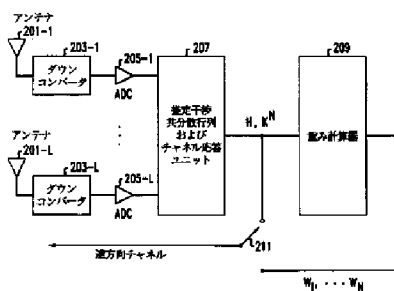 アンテナ
201-1
203-1
ダウン
コンバータ
205-1
ADC
207
推定干渉
共分散行列
および
チャネル応答
ユニット
H, K^N
209
重み計算器
アンテナ
201-L
203-L
ダウン
コンバータ
205-L
ADC
211
逆方向チャネル
W1, ··· WN